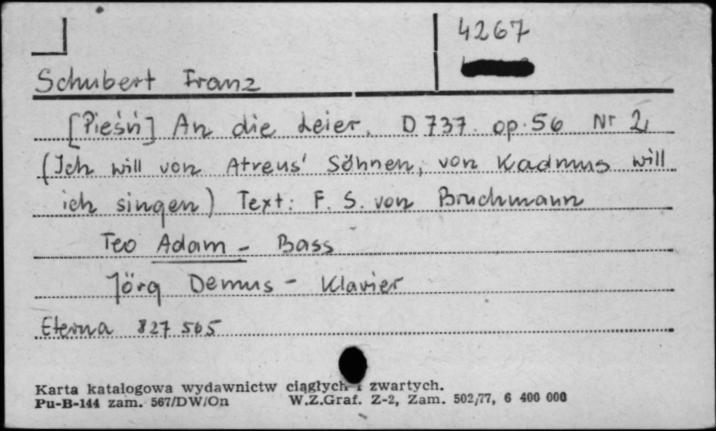 4267
Schubert Franz
[Pieśń] An die Leier, D 737. op. 56 Nr 2,
(Ich will von Atreus' Söhnen, von Kadmus will
ich singen) Text: F. S. von Bruchmann
Teo Adam - Bass
Jörg Demus - Klavier
Eterna 827 565
Karta katalogowa wydawnictw ciągłych i zwartych.
Pu-B-144 zam. 567/DW/On W.Z.Graf. Z-2, Zam. 502/77, 6 400 000